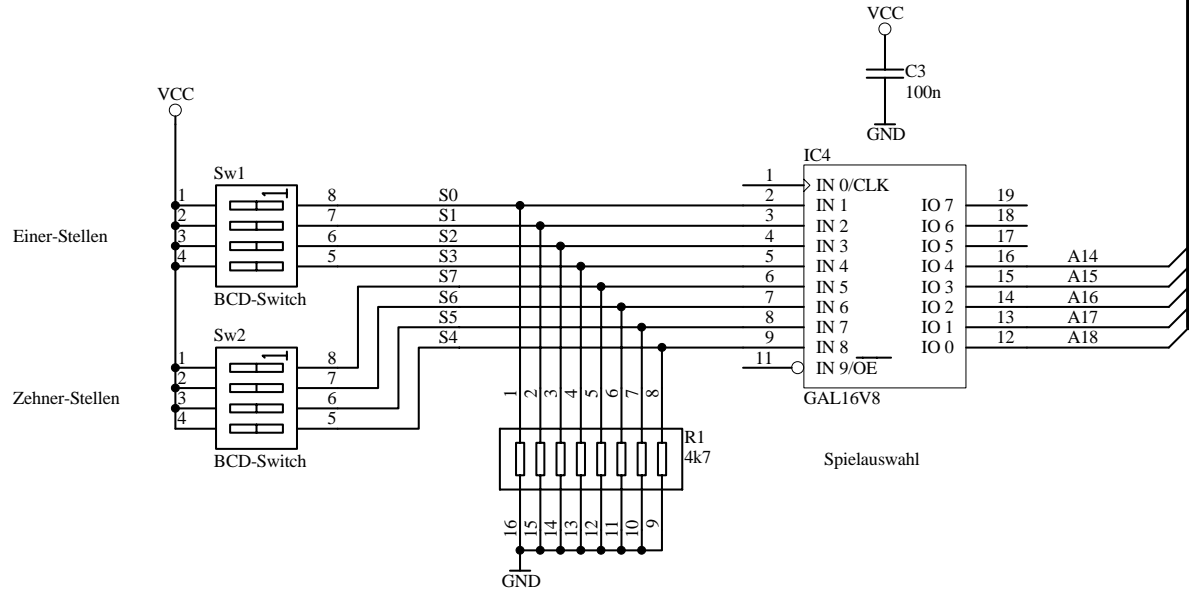 VCC
C3
100n
GND
VCC
IC4
Sw1
1
1 8 S0
2 7 S1
3 6 S2
4 5 S3
BCD-Switch
Einer-Stellen
S7
S6
S5
S4
Sw2
1
1 8
2 7
3 6
4 5
BCD-Switch
Zehner-Stellen
1 IN 0/CLK
2 IN 1 IO 7 19
3 IN 2 IO 6 18
4 IN 3 IO 5 17
5 IN 4 IO 4 16 A14
6 IN 5 IO 3 15 A15
7 IN 6 IO 2 14 A16
8 IN 7 IO 1 13 A17
9 IN 8 IO 0 12 A18
11 IN 9/OE
GAL16V8
1 2 3 4 5 6 7 8
R1
4k7
Spielauswahl
16 15 14 13 12 11 10 9
GND